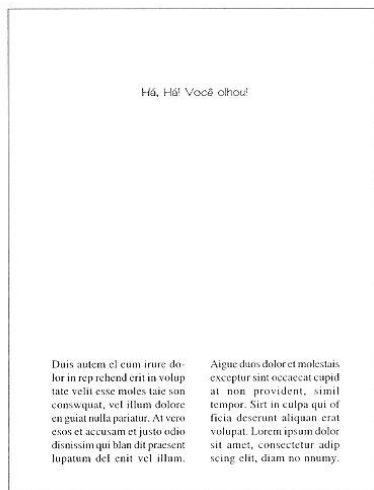 Há, Há! Você olhou!
Duis autem el eum irure do-
lor in rep rehend erit in volup
tate velit esse moles taie son
conswquat, vel illum dolore
en guiat nulla pariatur. At vero
esos et accusam et justo odio
disnissim qui blan dit praesent
lupatum del enit vel illum.
Aigue duos dolor et molestais
exceptur sint occaecat cupid
at non provident, simil
tempor. Sirt in culpa qui of
ficia deserunt aliquan erat
volupat. Lorem ipsum dolor
sit amet, consectetur adip
scing elit, diam no nnumy.